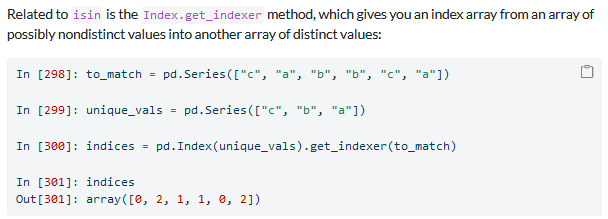 Related to isin is the Index.get_indexer method, which gives you an index array from an array of
possibly nondistinct values into another array of distinct values:
In [298]: to_match = pd.Series(["c", "a", "b", "b", "c", "a"])
In [299]: unique_vals = pd.Series(["c", "b", "a"])
In [300]: indices = pd.Index(unique_vals).get_indexer(to_match)
In [301]: indices
Out[301]: array([0, 2, 1, 1, 0, 2])